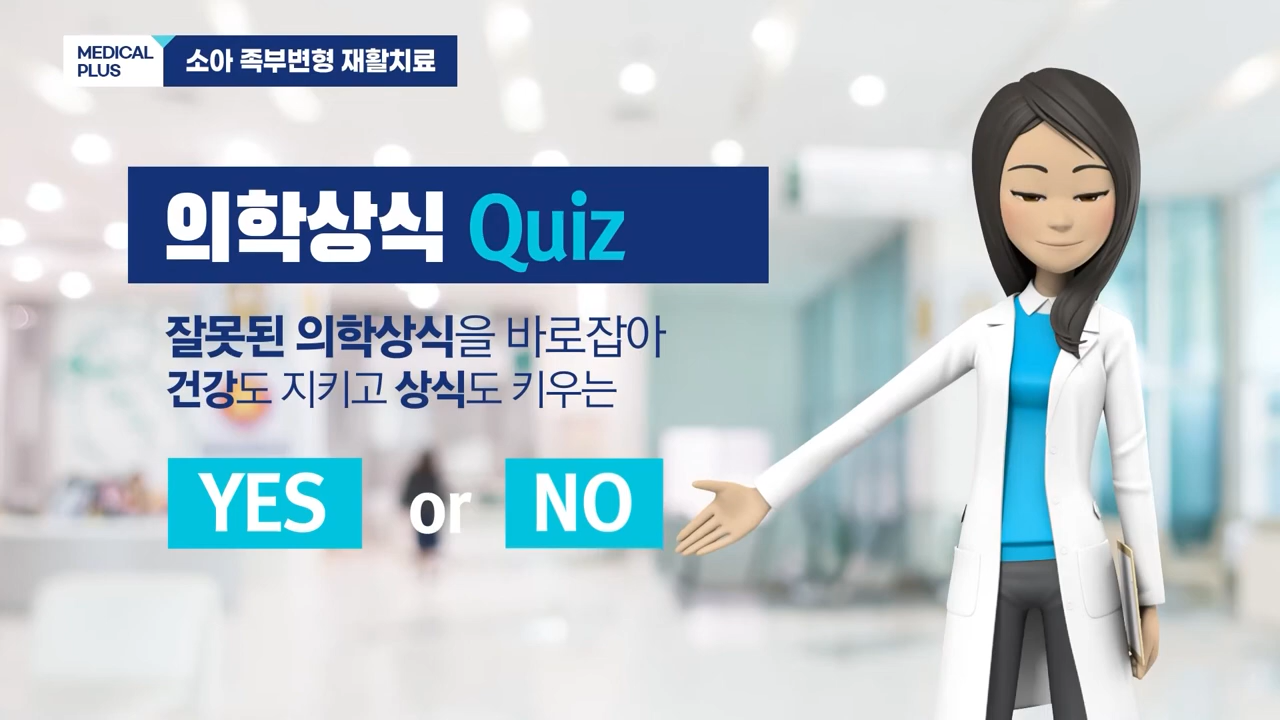 MEDICAL
PLUS
소아 족부변형 재활치료
의학상식 Quiz
잘못된 의학상식을 바로잡아
건강도 지키고 상식도 키우는
YES or NO